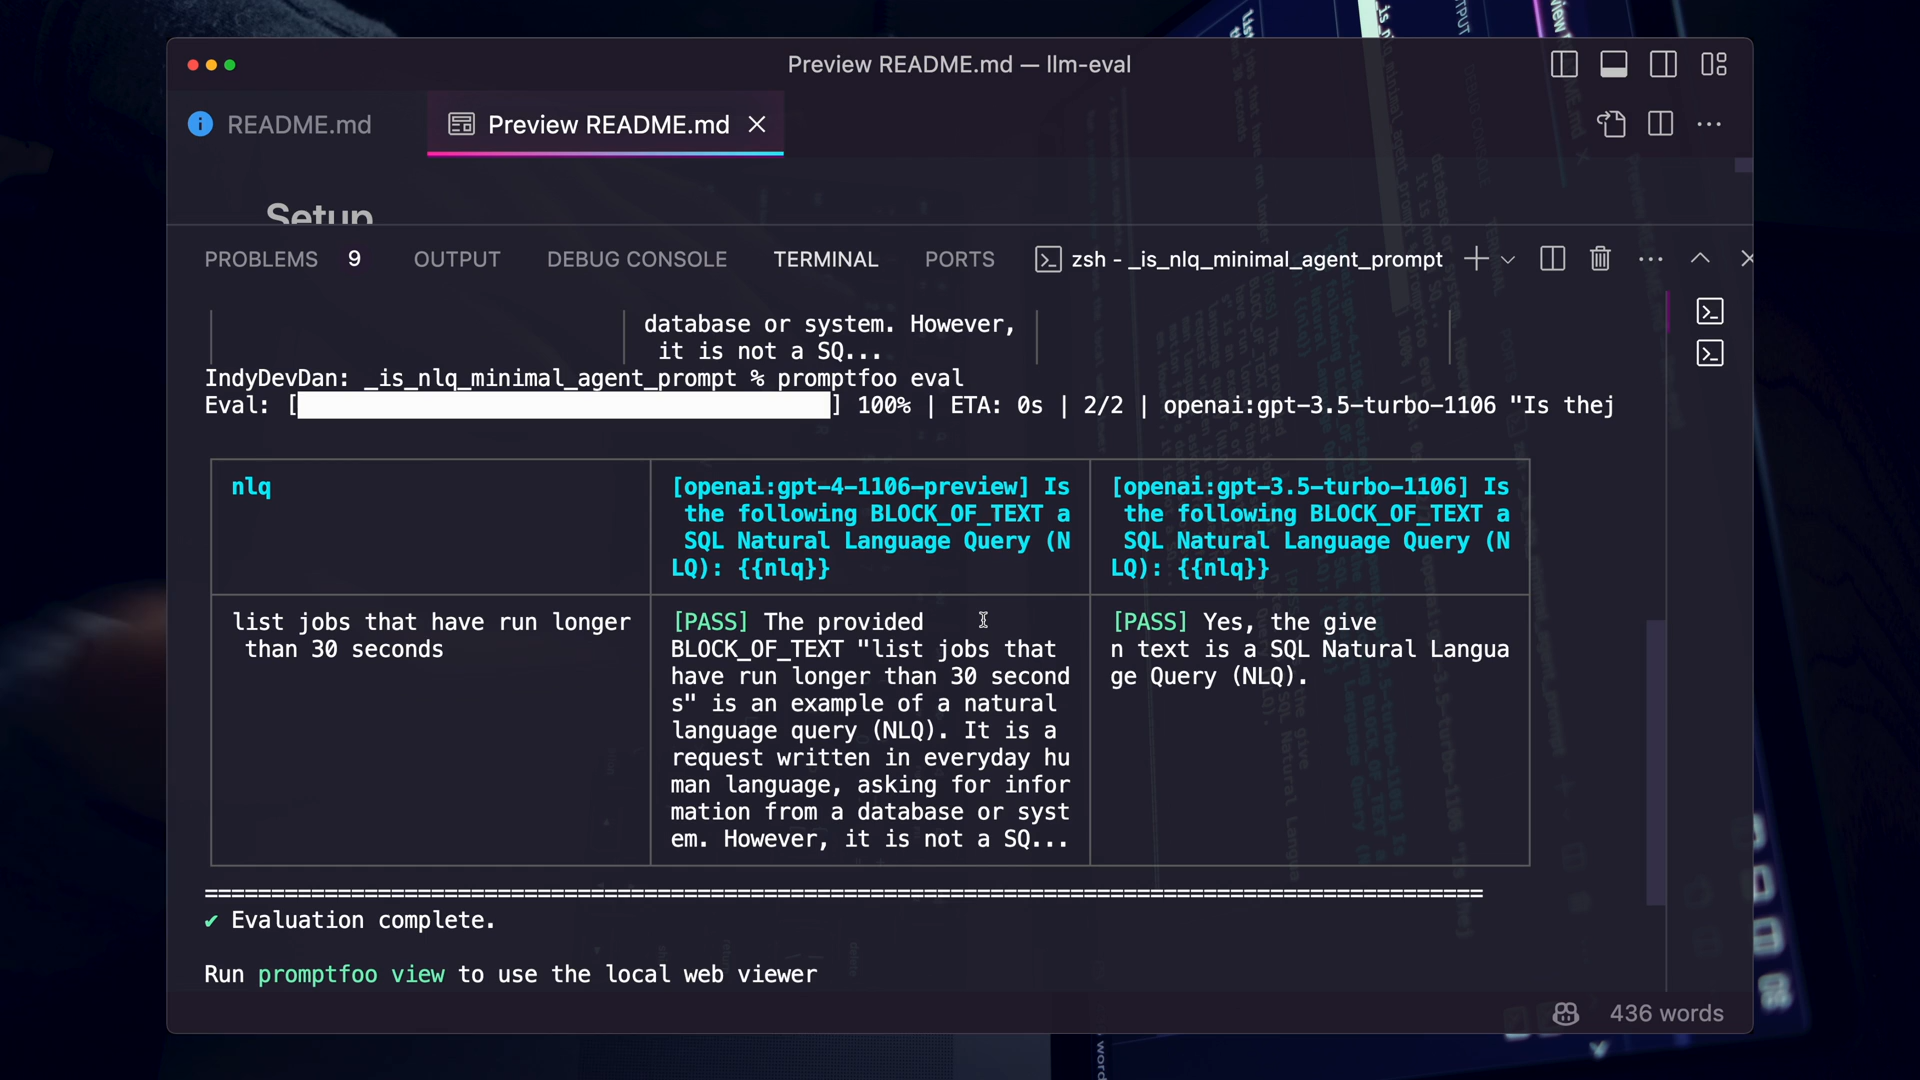 Preview README.md — llm-eval
README.md
Preview README.md
Setup
PROBLEMS 9 OUTPUT DEBUG CONSOLE TERMINAL PORTS zsh - _is_nlq_minimal_agent_prompt
database or system. However,
it is not a SQ...
IndyDevDan: _is_nlq_minimal_agent_prompt % promptfoo eval
Eval: [ ] 100% | ETA: 0s | 2/2 | openai:gpt-3.5-turbo-1106 "Is thej
nlq
[openai:gpt-4-1106-preview] Is
the following BLOCK_OF_TEXT a
SQL Natural Language Query (N
LQ): {{nlq}}
[openai:gpt-3.5-turbo-1106] Is
the following BLOCK_OF_TEXT a
SQL Natural Language Query (N
LQ): {{nlq}}
list jobs that have run longer
than 30 seconds
[PASS] The provided
BLOCK_OF_TEXT "list jobs that
have run longer than 30 second
s" is an example of a natural
language query (NLQ). It is a
request written in everyday hu
man language, asking for infor
mation from a database or syst
em. However, it is not a SQ...
[PASS] Yes, the give
n text is a SQL Natural Langua
ge Query (NLQ).
================================================================================================
✔ Evaluation complete.
Run promptfoo view to use the local web viewer
436 words